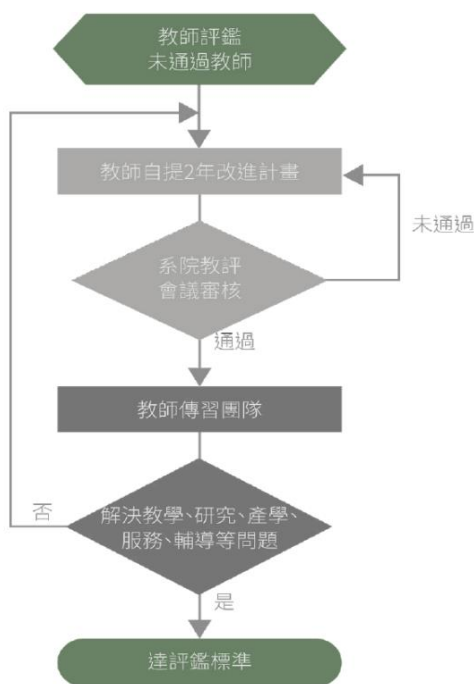 教師評鑑
未通過教師
教師自提2年改進計畫
未通過
系院教評
會議審核
通過
教師傳習團隊
否
解決教學、研究、產學、
服務、輔導等問題
是
達評鑑標準